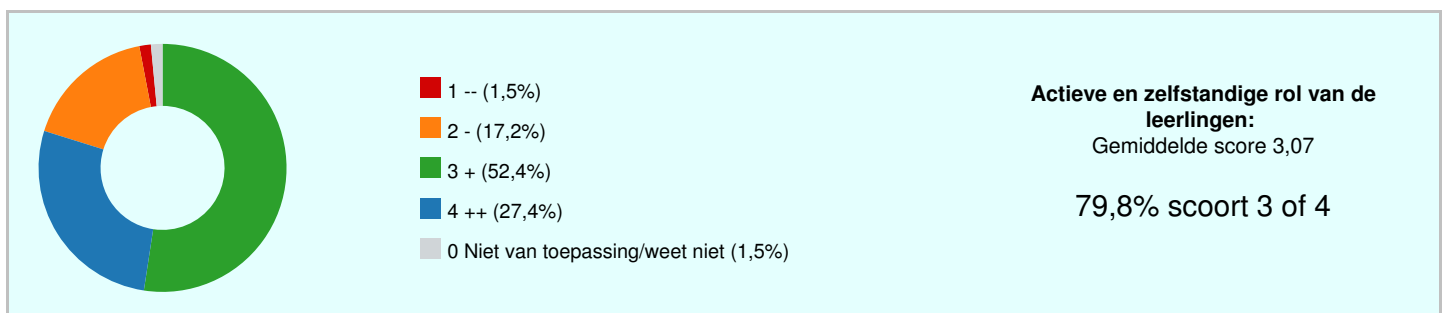 1 -- (1,5%)
2 - (17,2%)
3 + (52,4%)
4 ++ (27,4%)
0 Niet van toepassing/weet niet (1,5%)
Actieve en zelfstandige rol van de
leerlingen:
Gemiddelde score 3,07
79,8% scoort 3 of 4